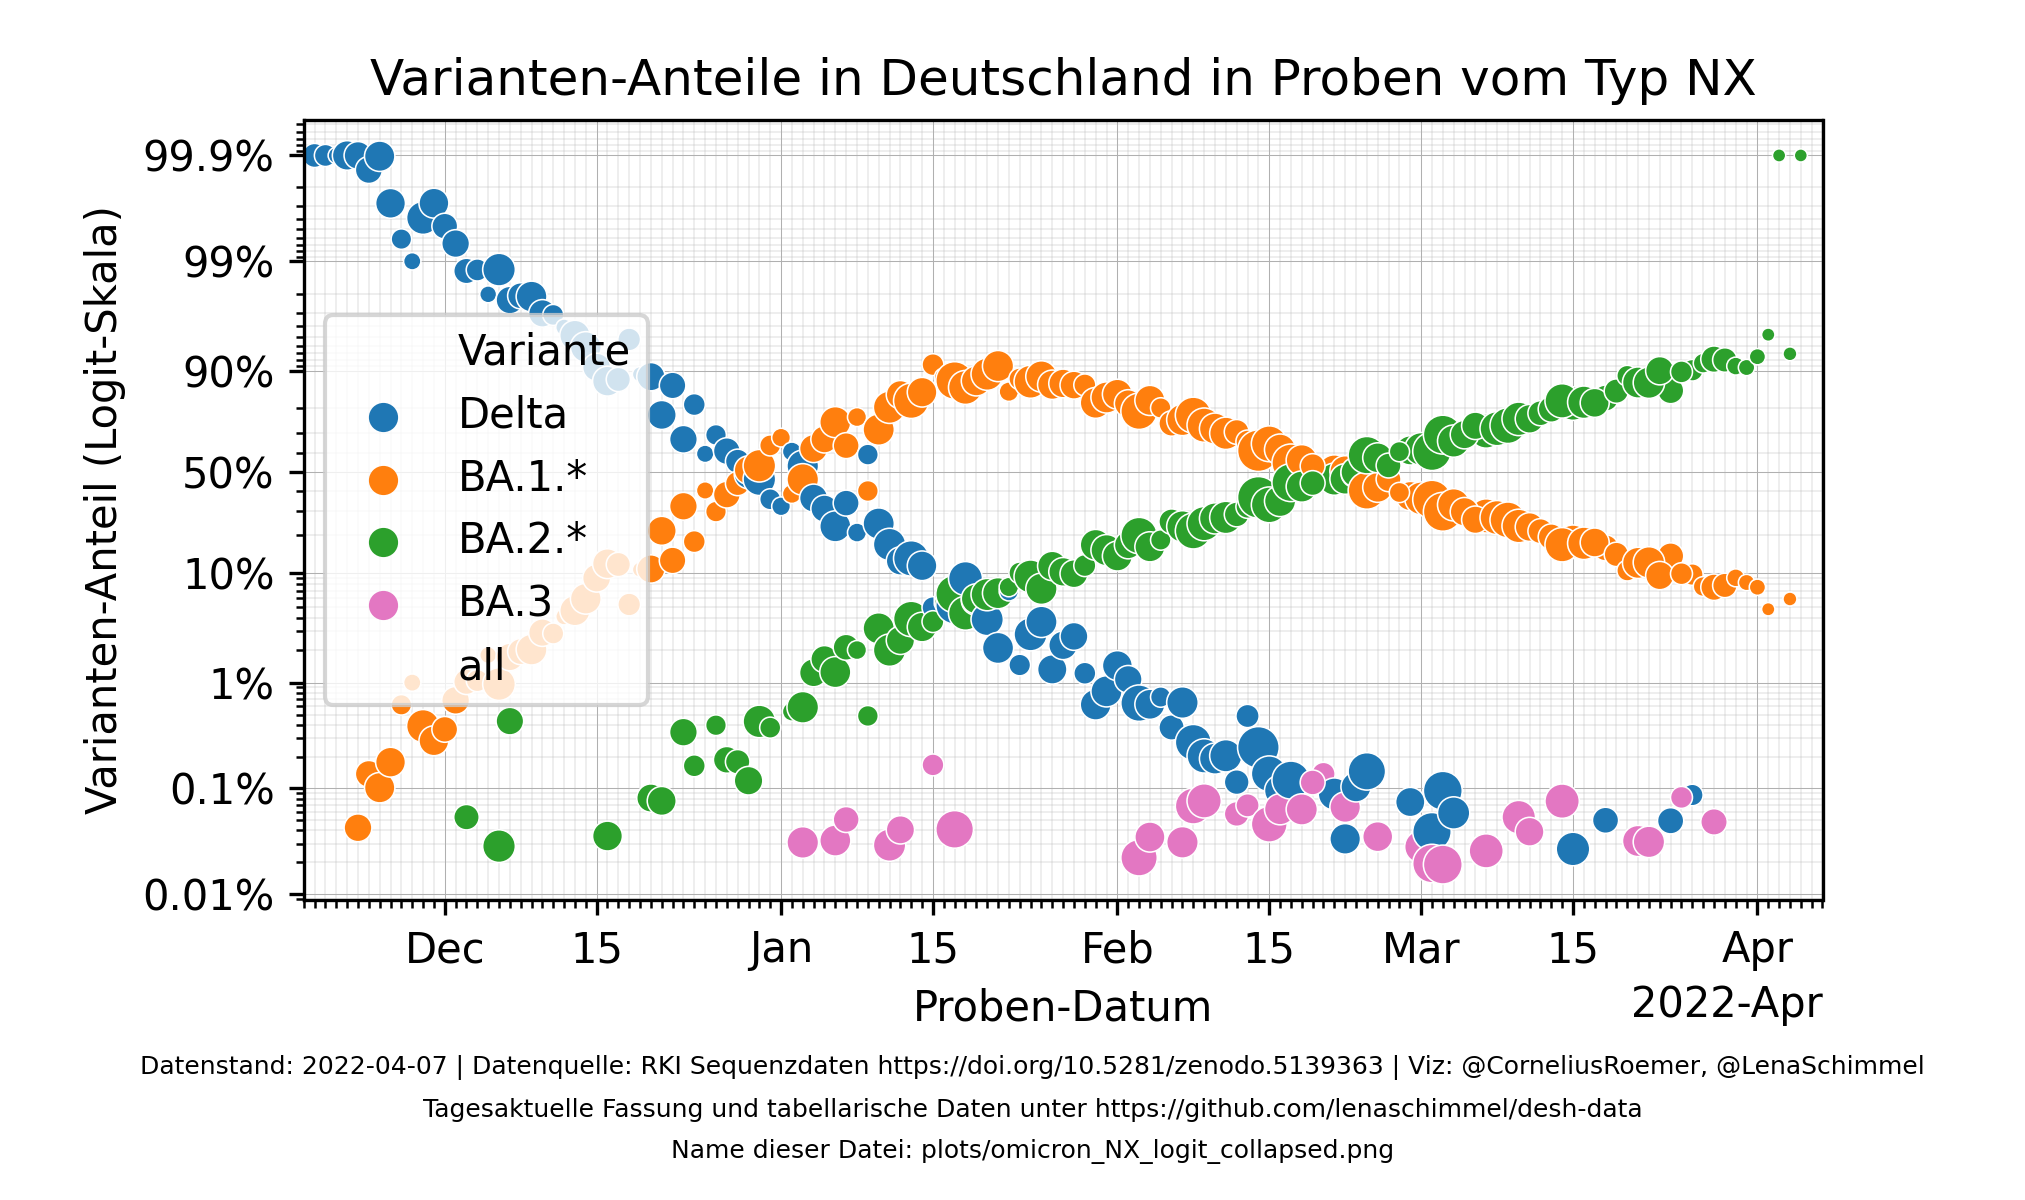 Varianten-Anteile in Deutschland in Proben vom Typ NX
Varianten-Anteil (Logit-Skala)
99.9%
99%
90%
50%
10%
1%
0.1%
0.01%
Variante
Delta
BA.1.*
BA.2.*
BA.3
all
Dec 15 Jan 15 Feb 15 Mar 15 Apr
Proben-Datum
2022-Apr
Datenstand: 2022-04-07 | Datenquelle: RKI Sequenzdaten https://doi.org/10.5281/zenodo.5139363 | Viz: @CorneliusRoemer, @LenaSchimmel
Tagesaktuelle Fassung und tabellarische Daten unter https://github.com/lenaschimmel/desh-data
Name dieser Datei: plots/omicron_NX_logit_collapsed.png